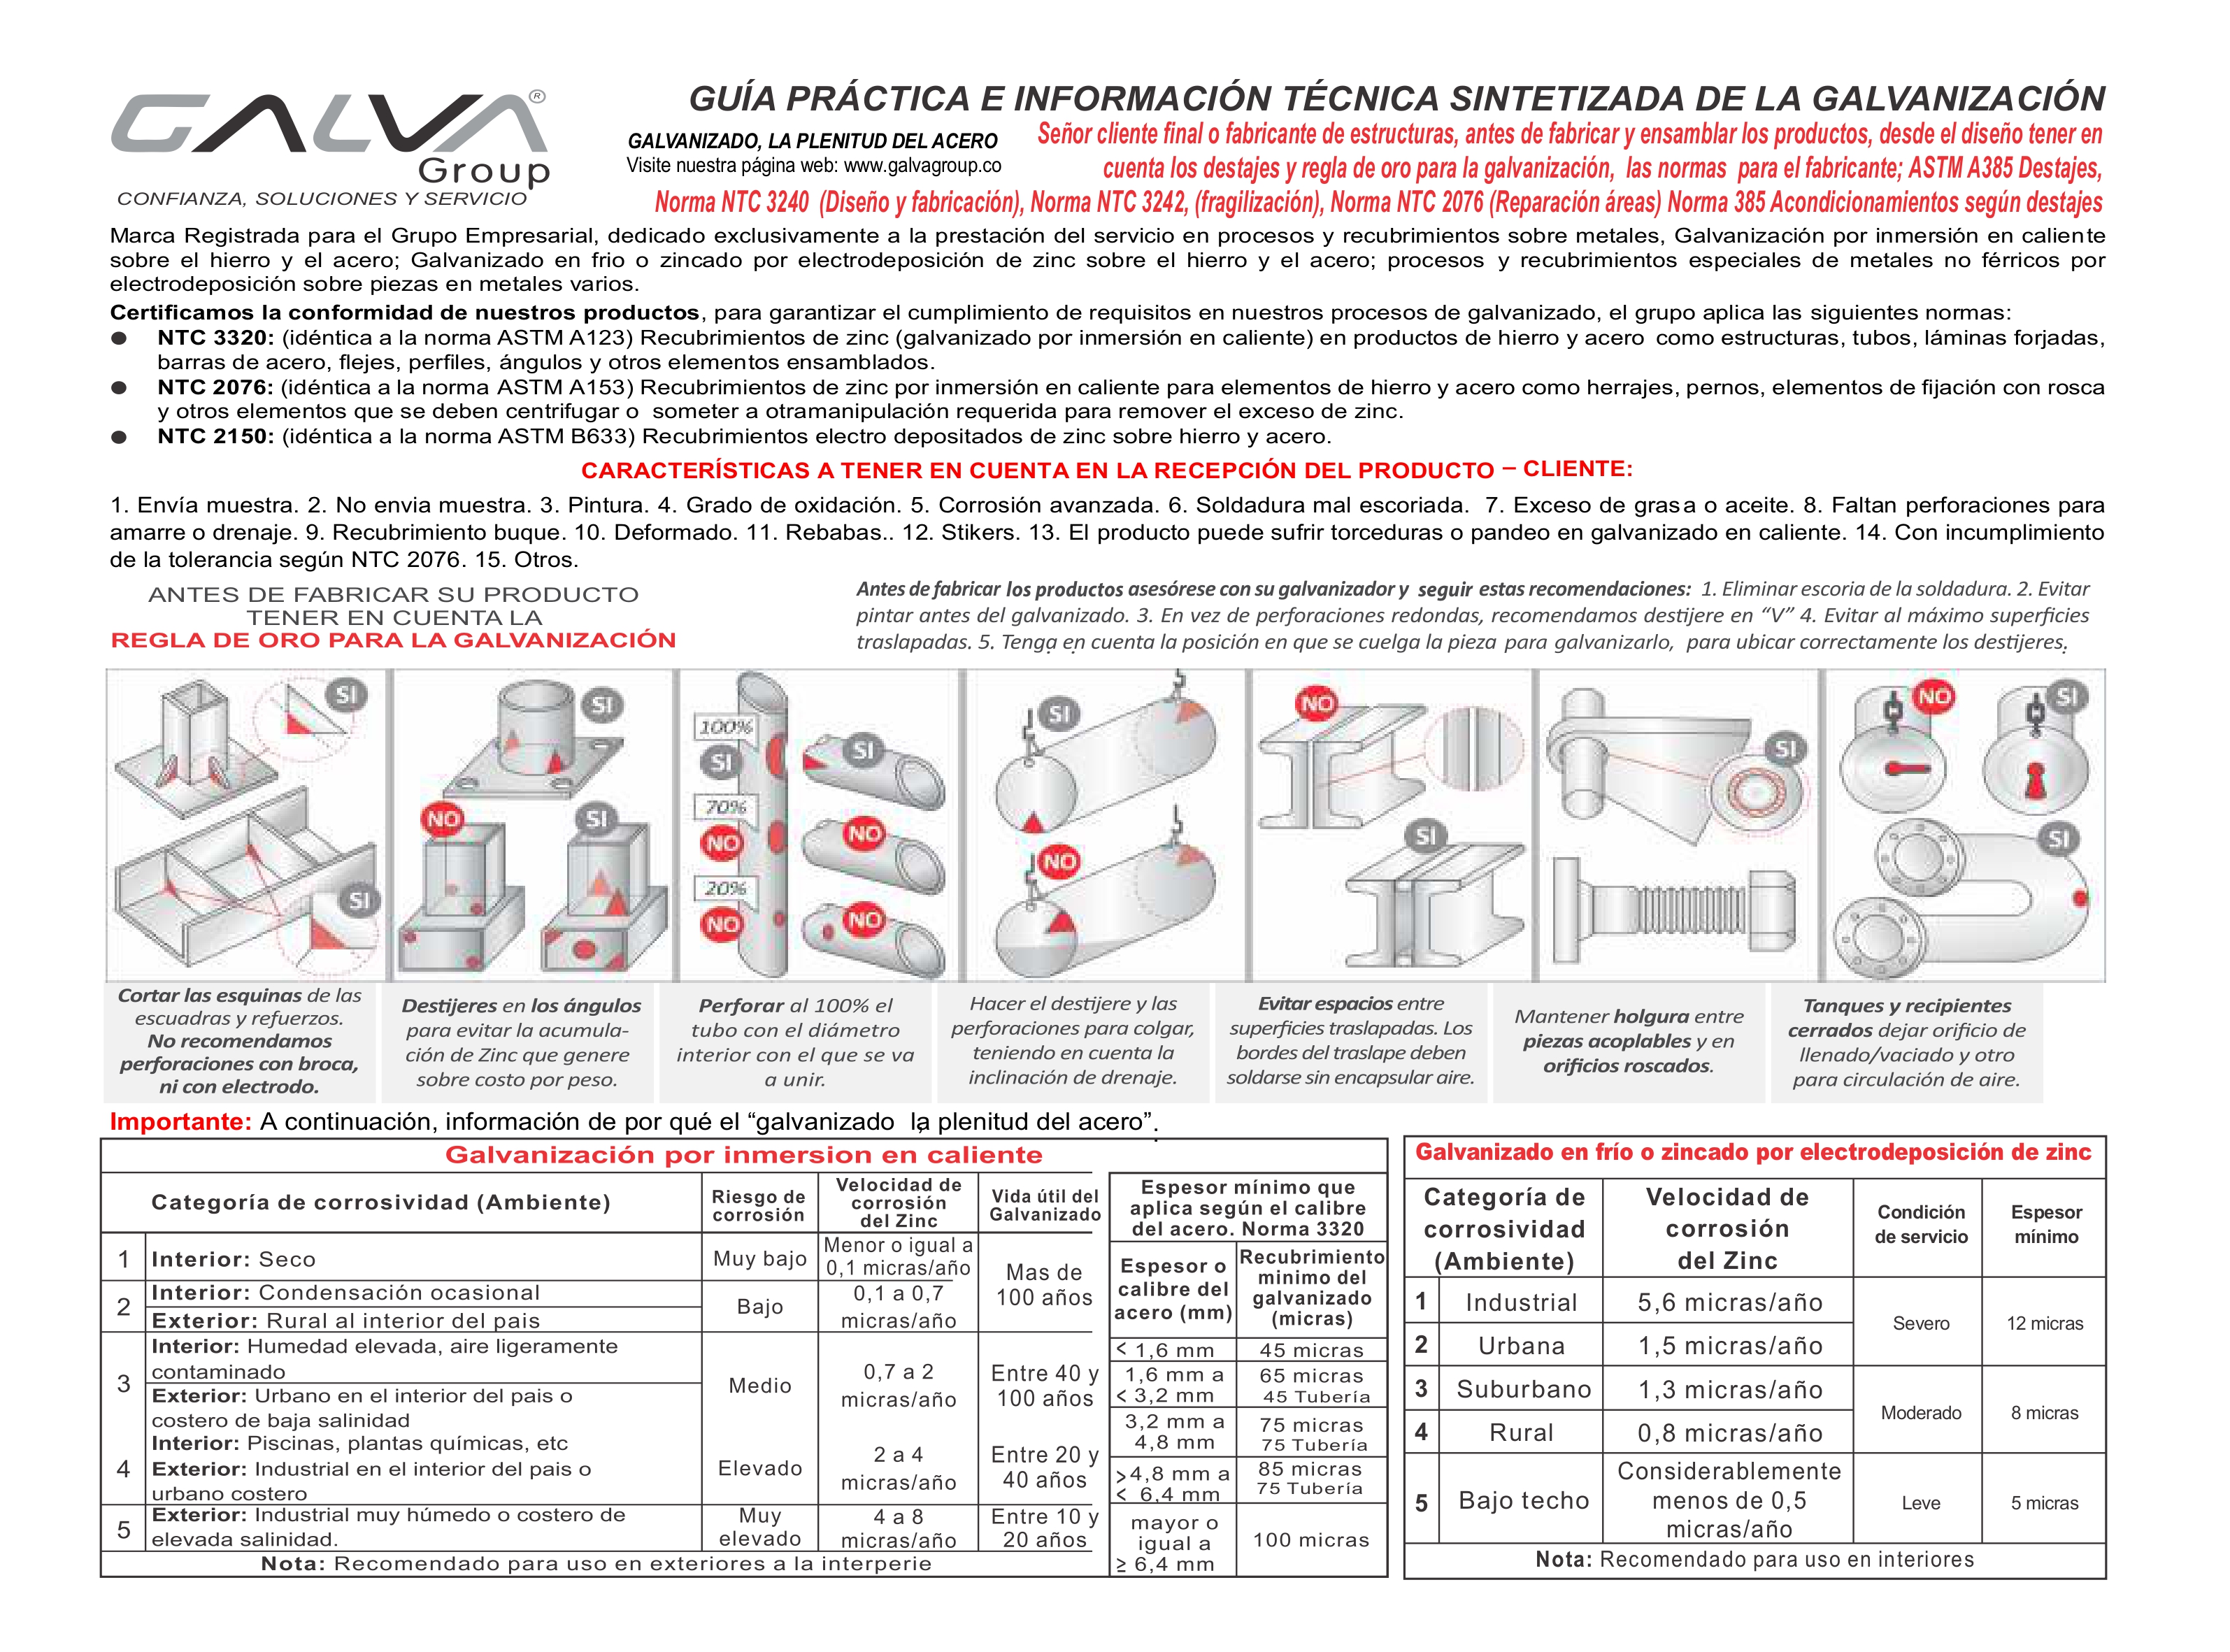 GALVA®
Group
CONFIANZA, SOLUCIONES Y SERVICIO
GUÍA PRÁCTICA E INFORMACIÓN TÉCNICA SINTETIZADA DE LA GALVANIZACIÓN
GALVANIZADO, LA PLENITUD DEL ACERO
Visite nuestra página web: www.galvagroup.co
Señor cliente final o fabricante de estructuras, antes de fabricar y ensamblar los productos, desde el diseño tener en
cuenta los destajes y regla de oro para la galvanización, las normas para el fabricante; ASTM A385 Destajes,
Norma NTC 3240 (Diseño y fabricación), Norma NTC 3242, (fragilización), Norma NTC 2076 (Reparación áreas) Norma 385 Acondicionamientos según destajes
Marca Registrada para el Grupo Empresarial, dedicado exclusivamente a la prestación del servicio en procesos y recubrimientos sobre metales, Galvanización por inmersión en caliente
sobre el hierro y el acero; Galvanizado en frio o zincado por electrodeposición de zinc sobre el hierro y el acero; procesos y recubrimientos especiales de metales no férricos por
electrodeposición sobre piezas en metales varios.
Certificamos la conformidad de nuestros productos, para garantizar el cumplimiento de requisitos en nuestros procesos de galvanizado, el grupo aplica las siguientes normas:
● NTC 3320: (idéntica a la norma ASTM A123) Recubrimientos de zinc (galvanizado por inmersión en caliente) en productos de hierro y acero como estructuras, tubos, láminas forjadas,
barras de acero, flejes, perfiles, ángulos y otros elementos ensamblados.
● NTC 2076: (idéntica a la norma ASTM A153) Recubrimientos de zinc por inmersión en caliente para elementos de hierro y acero como herrajes, pernos, elementos de fijación con rosca
y otros elementos que se deben centrifugar o someter a otramanipulación requerida para remover el exceso de zinc.
● NTC 2150: (idéntica a la norma ASTM B633) Recubrimientos electro depositados de zinc sobre hierro y acero.
CARACTERÍSTICAS A TENER EN CUENTA EN LA RECEPCIÓN DEL PRODUCTO – CLIENTE:
1. Envía muestra. 2. No envia muestra. 3. Pintura. 4. Grado de oxidación. 5. Corrosión avanzada. 6. Soldadura mal escoriada. 7. Exceso de grasa o aceite. 8. Faltan perforaciones para
amarre o drenaje. 9. Recubrimiento buque. 10. Deformado. 11. Rebabas.. 12. Stikers. 13. El producto puede sufrir torceduras o pandeo en galvanizado en caliente. 14. Con incumplimiento
de la tolerancia según NTC 2076. 15. Otros.
ANTES DE FABRICAR SU PRODUCTO
TENER EN CUENTA LA
REGLA DE ORO PARA LA GALVANIZACIÓN
Antes de fabricar los productos asesórese con su galvanizador y seguir estas recomendaciones: 1. Eliminar escoria de la soldadura. 2. Evitar
pintar antes del galvanizado. 3. En vez de perforaciones redondas, recomendamos destijere en “V” 4. Evitar al máximo superficies
traslapadas. 5. Tenga en cuenta la posición en que se cuelga la pieza para galvanizarlo, para ubicar correctamente los destijeres.
SI
SI
SI
NO
SI
100%
SI
70%
NO
20%
NO
SI
NO
NO
SI
NO
NO
SI
SI
NO
SI
SI
Cortar las esquinas de las
escuadras y refuerzos.
No recomendamos
perforaciones con broca,
ni con electrodo.
Destijeres en los ángulos
para evitar la acumula-
ción de Zinc que genere
sobre costo por peso.
Perforar al 100% el
tubo con el diámetro
interior con el que se va
a unir.
Hacer el destijere y las
perforaciones para colgar,
teniendo en cuenta la
inclinación de drenaje.
Evitar espacios entre
superficies traslapadas. Los
bordes del traslape deben
soldarse sin encapsular aire.
Mantener holgura entre
piezas acoplables y en
orificios roscados.
Tanques y recipientes
cerrados dejar orificio de
llenado/vaciado y otro
para circulación de aire.
Importante: A continuación, información de por qué el “galvanizado la plenitud del acero”.
Galvanización por inmersion en caliente
Categoría de corrosividad (Ambiente)
Riesgo de
corrosión
Velocidad de
corrosión
del Zinc
Vida útil del
Galvanizado
Espesor mínimo que
aplica según el calibre
del acero. Norma 3320
Espesor o
calibre del
acero (mm)
Recubrimiento
minimo del
galvanizado
(micras)
1
Interior: Seco
Muy bajo
Menor o igual a
0,1 micras/año
Mas de
100 años
2
Interior: Condensación ocasional
Exterior: Rural al interior del pais
Bajo
0,1 a 0,7
micras/año
3
Interior: Humedad elevada, aire ligeramente
contaminado
Exterior: Urbano en el interior del pais o
costero de baja salinidad
Medio
0,7 a 2
micras/año
Entre 40 y
100 años
4
Interior: Piscinas, plantas químicas, etc
Exterior: Industrial en el interior del pais o
urbano costero
Elevado
2 a 4
micras/año
Entre 20 y
40 años
5
Exterior: Industrial muy húmedo o costero de
elevada salinidad.
Muy
elevado
4 a 8
micras/año
Entre 10 y
20 años
Nota: Recomendado para uso en exteriores a la interperie
< 1,6 mm
45 micras
1,6 mm a
< 3,2 mm
65 micras
45 Tubería
3,2 mm a
4,8 mm
75 micras
75 Tubería
>4,8 mm a
< 6,4 mm
85 micras
75 Tubería
mayor o
igual a
≥ 6,4 mm
100 micras
Galvanizado en frío o zincado por electrodeposición de zinc
Categoría de
corrosividad
(Ambiente)
Velocidad de
corrosión
del Zinc
Condición
de servicio
Espesor
mínimo
1
Industrial
5,6 micras/año
Severo
12 micras
2
Urbana
1,5 micras/año
3
Suburbano
1,3 micras/año
Moderado
8 micras
4
Rural
0,8 micras/año
5
Bajo techo
Considerablemente
menos de 0,5
micras/año
Leve
5 micras
Nota: Recomendado para uso en interiores